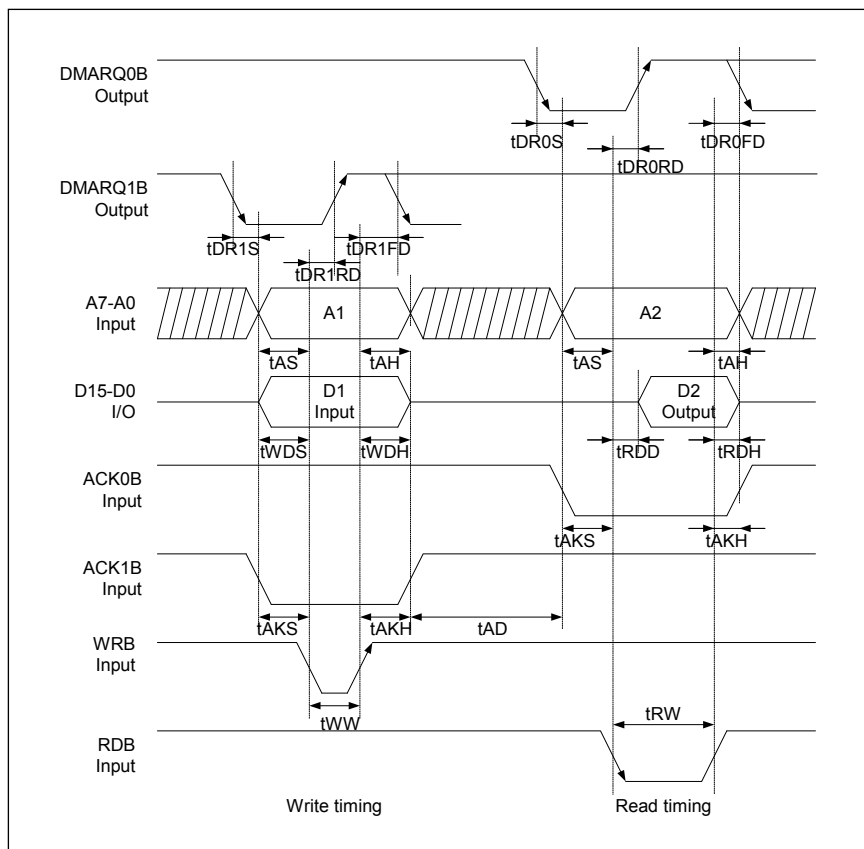 DMARQ0B
Output
tDR0S
tDR0FD
tDR0RD
DMARQ1B
Output
tDR1S
tDR1FD
tDR1RD
A7-A0
Input
A1
A2
tAS
tAH
tAS
tAH
D15-D0
I/O
D1
Input
D2
Output
tWDS
tWDH
tRDD
tRDH
ACK0B
Input
tAKS
tAKH
ACK1B
Input
tAKS
tAKH
tAD
WRB
Input
tWW
tRW
RDB
Input
Write timing
Read timing